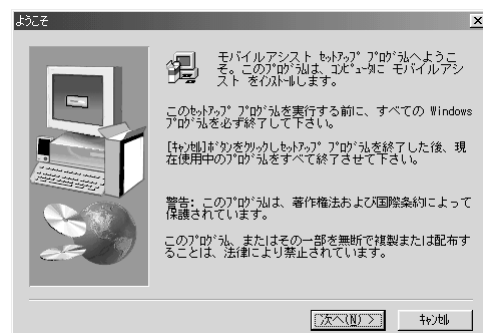 ようこそ
モバイルアシスト ｾｯﾄｱｯﾌﾟ ﾌﾟﾛｸﾞﾗﾑへようこ
そ。このﾌﾟﾛｸﾞﾗﾑは、ｺﾝﾋﾟｭｰﾀに モバイルアシ
スト をｲﾝｽﾄｰﾙします。
このｾｯﾄｱｯﾌﾟ ﾌﾟﾛｸﾞﾗﾑを実行する前に、すべての Windows
ﾌﾟﾛｸﾞﾗﾑを必ず終了して下さい。
[ｷｬﾝｾﾙ]ﾎﾞﾀﾝをｸﾘｯｸしｾｯﾄｱｯﾌﾟ ﾌﾟﾛｸﾞﾗﾑを終了した後、現
在使用中のﾌﾟﾛｸﾞﾗﾑをすべて終了させて下さい。
警告: このﾌﾟﾛｸﾞﾗﾑは、著作権法および国際条約によって
保護されています。
このﾌﾟﾛｸﾞﾗﾑ、またはその一部を無断で複製または配布す
ることは、法律により禁止されています。
次へ(N) >
ｷｬﾝｾﾙ